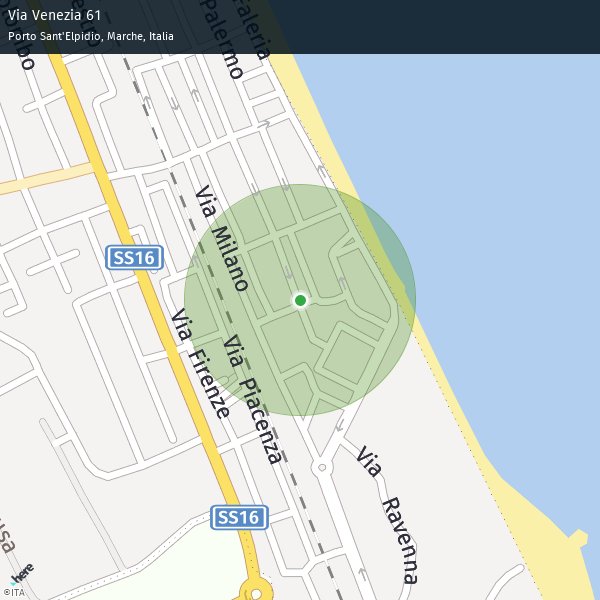 Via Venezia 61
Porto Sant'Elpidio, Marche, Italia
Faleria
Palermo
Via Milano
SS16
Via Firenze
Via Piacenza
Via Ravenna
SS16
here
©ITA